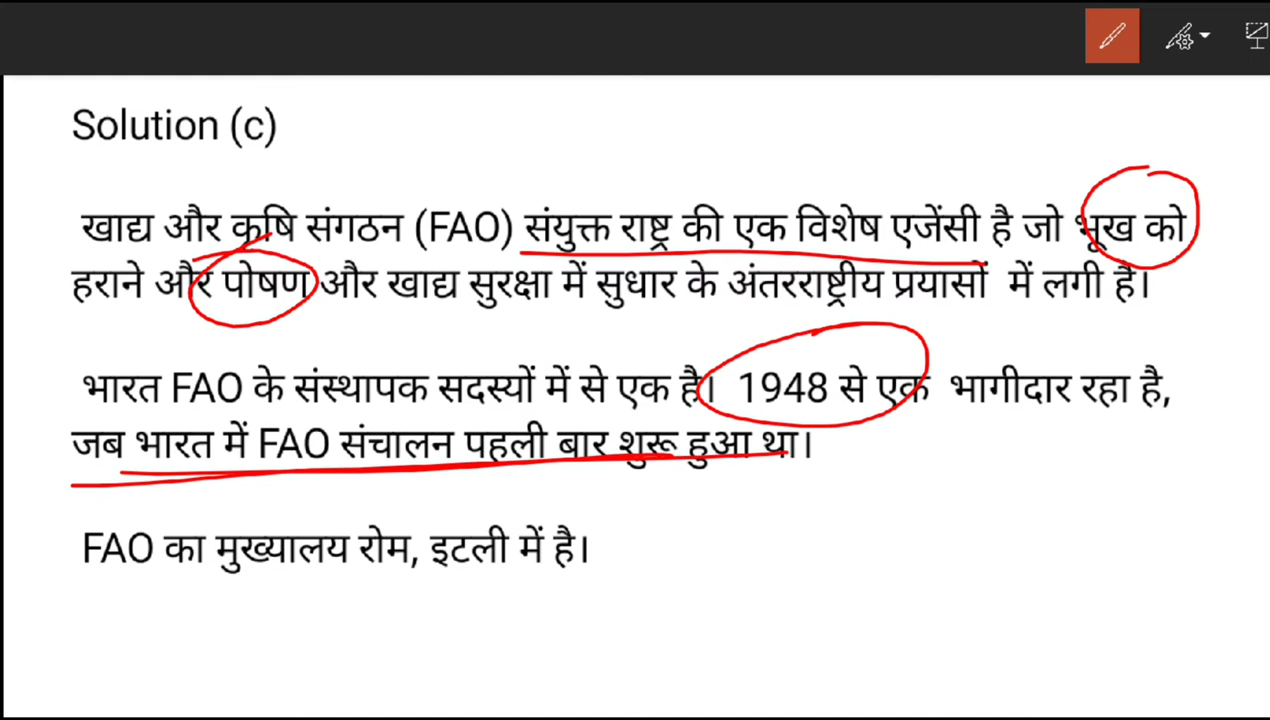 Solution (c)
खाद्य और कृषि संगठन (FAO) संयुक्त राष्ट्र की एक विशेष एजेंसी है जो भूख को
हराने और पोषण और खाद्य सुरक्षा में सुधार के अंतरराष्ट्रीय प्रयासों में लगी है।
भारत FAO के संस्थापक सदस्यों में से एक है। 1948 से एक भागीदार रहा है,
जब भारत में FAO संचालन पहली बार शुरू हुआ था।
FAO का मुख्यालय रोम, इटली में है।